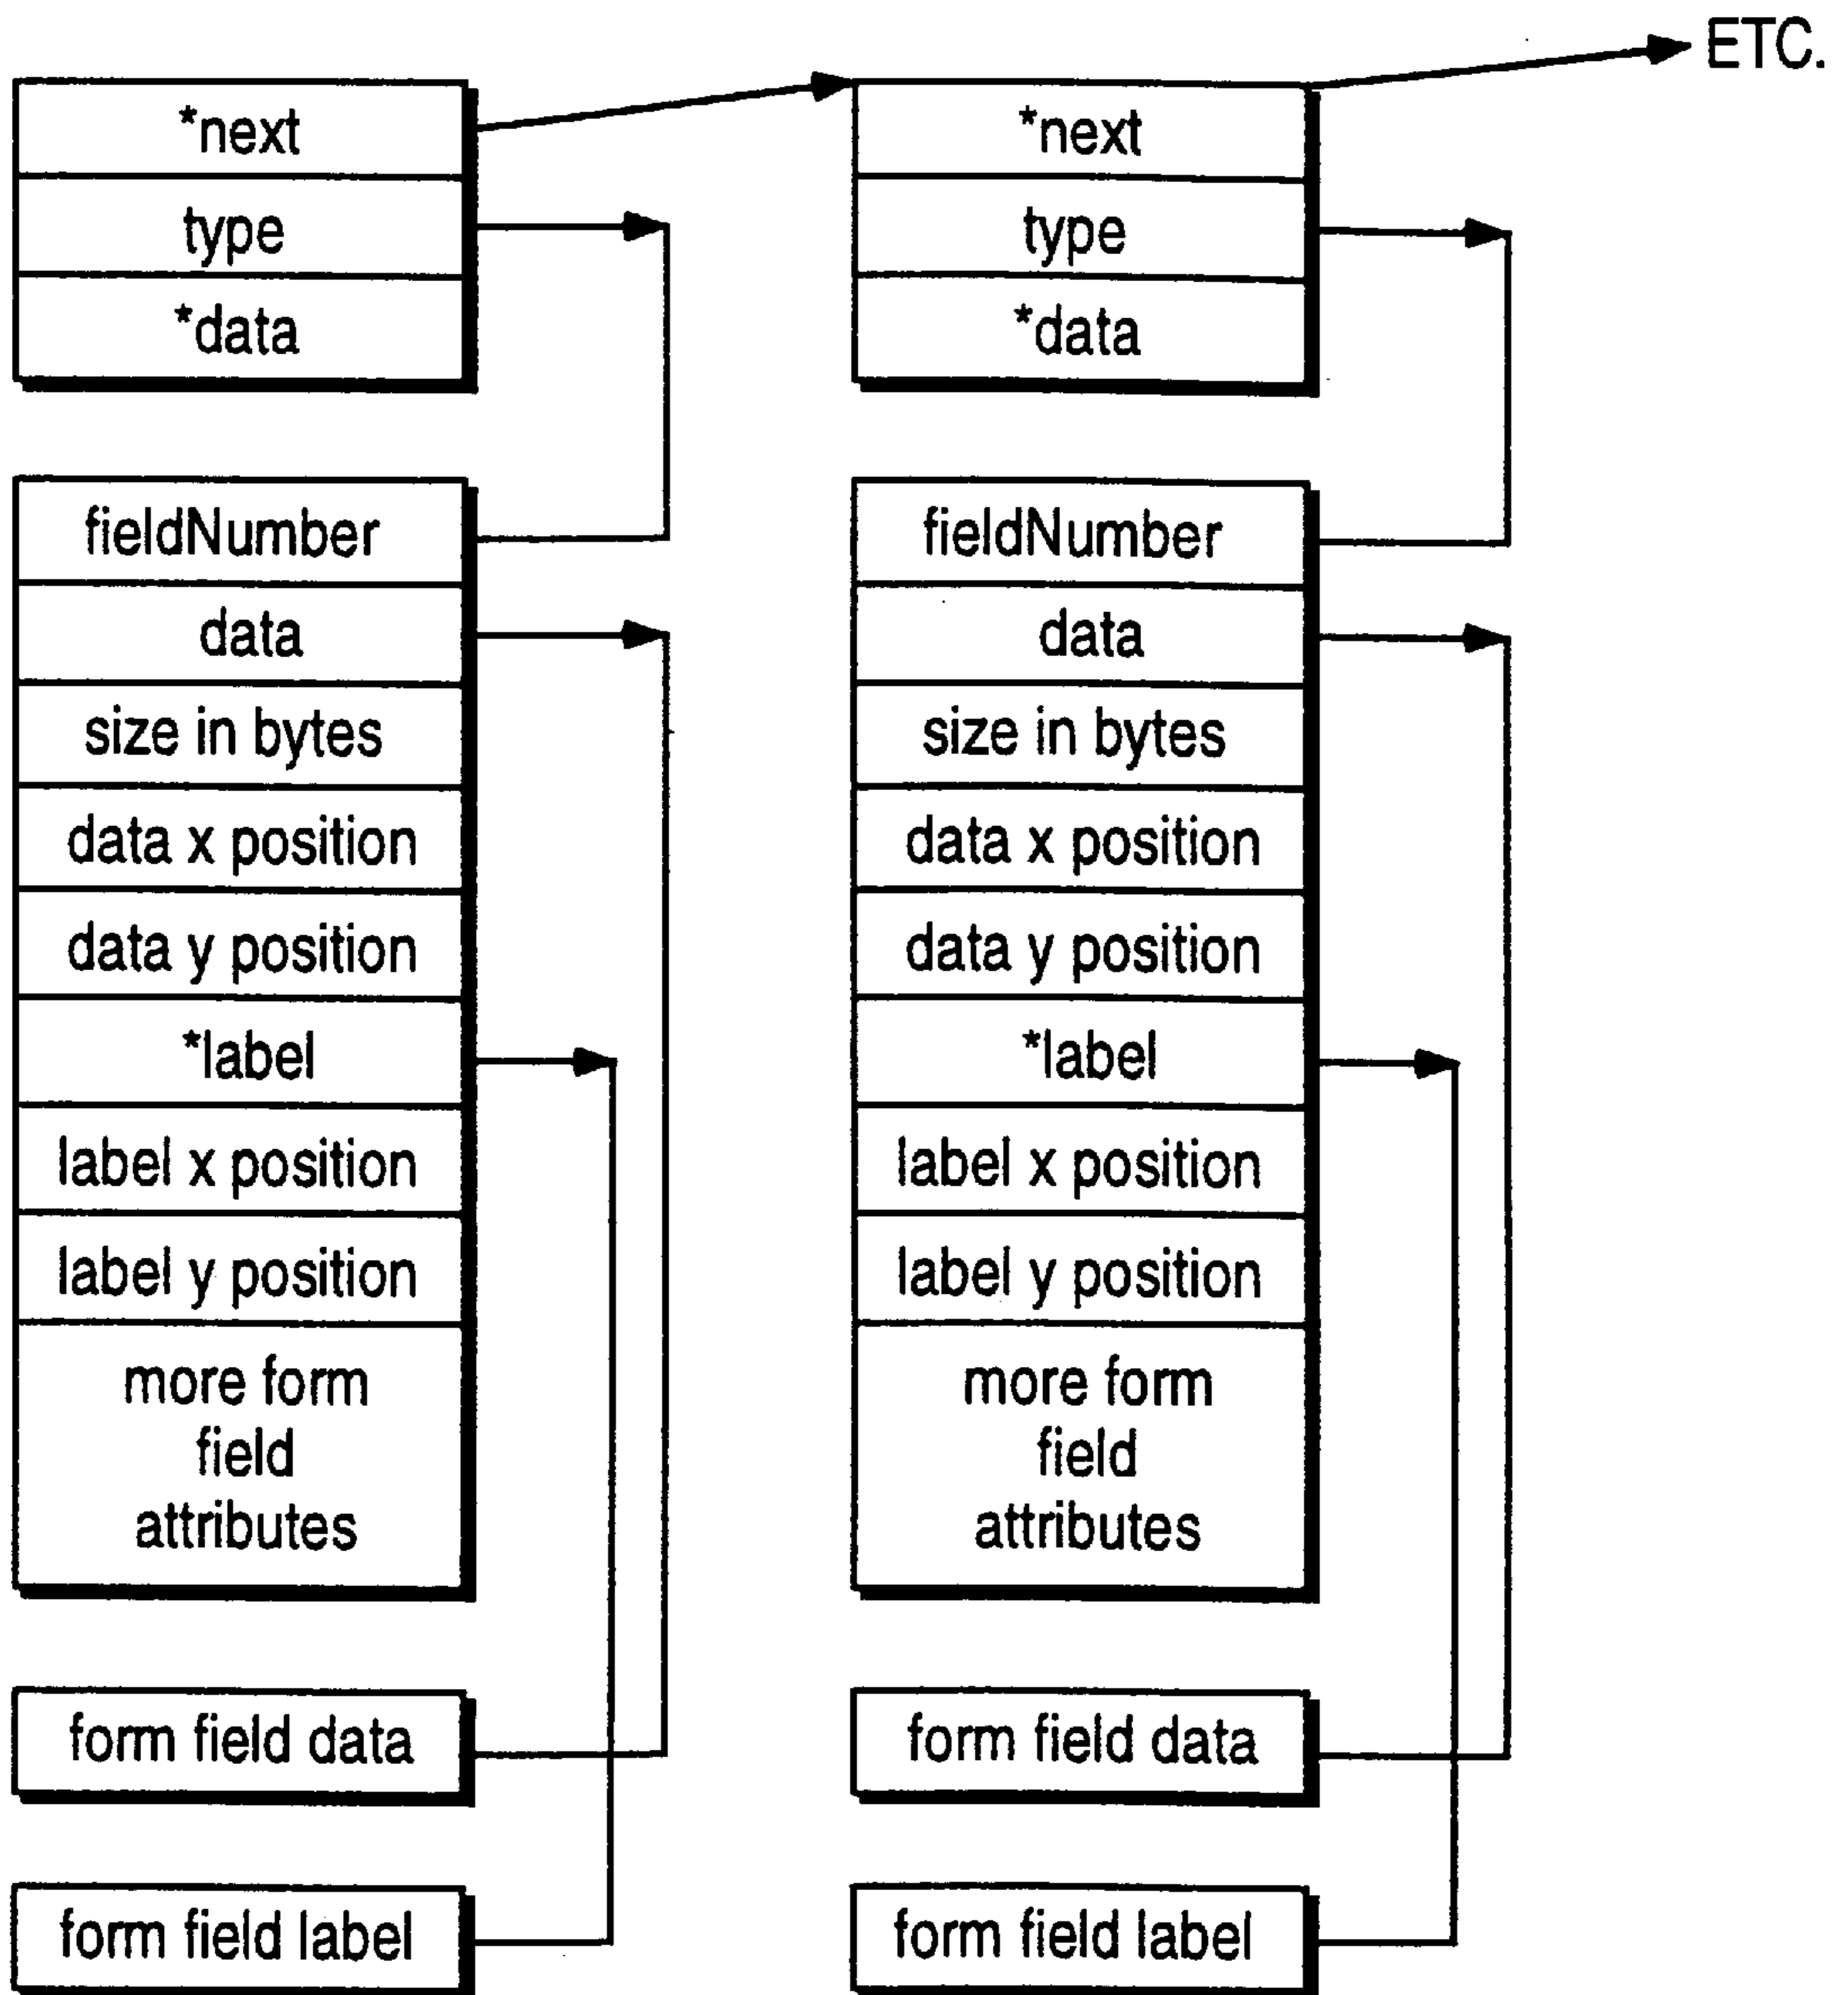 ETC.
*next
type
*data
fieldNumber
data
size in bytes
data x position
data y position
*label
label x position
label y position
more form
field
attributes
form field data
form field label
*next
type
*data
fieldNumber
data
size in bytes
data x position
data y position
*label
label x position
label y position
more form
field
attributes
form field data
form field label